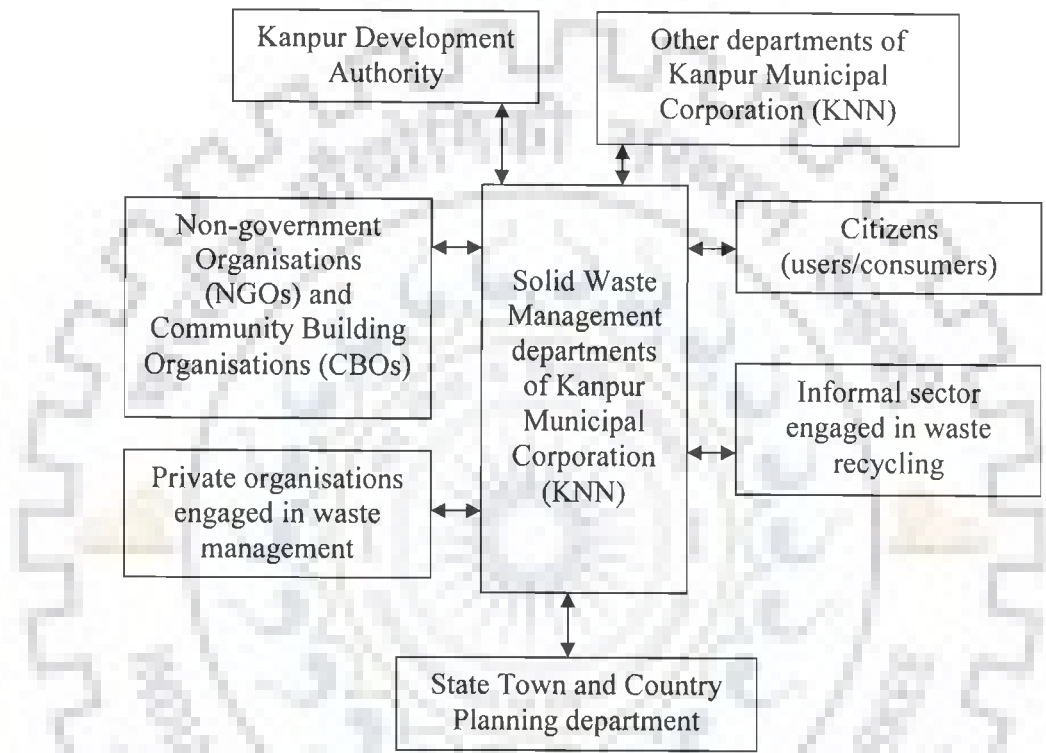 Kanpur Development
Authority
Other departments of
Kanpur Municipal
Corporation (KNN)
Non-government
Organisations
(NGOs) and
Community Building
Organisations (CBOs)
Solid Waste
Management
departments
of Kanpur
Municipal
Corporation
(KNN)
Citizens
(users/consumers)
Informal sector
engaged in waste
recycling
Private organisations
engaged in waste
management
State Town and Country
Planning department